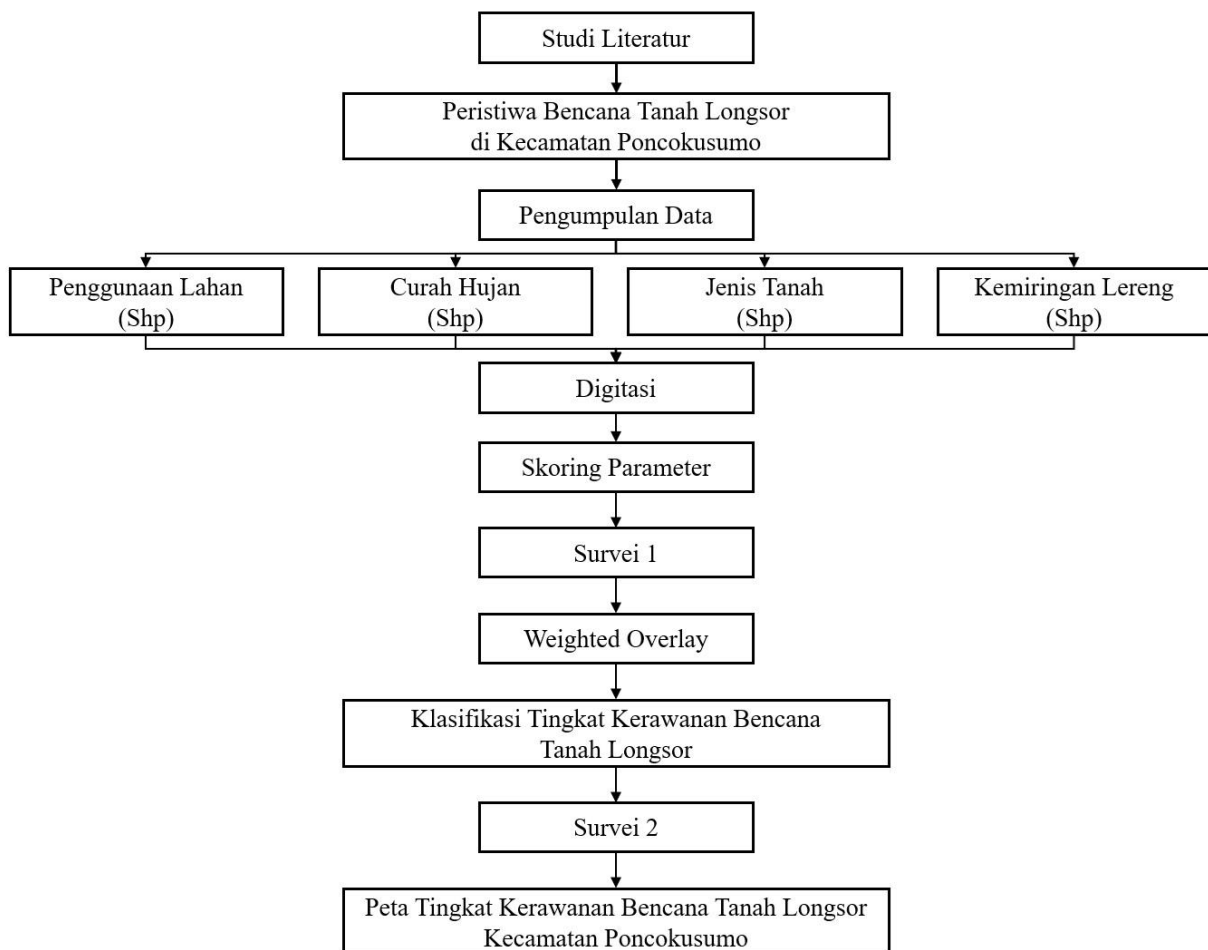 Studi Literatur
Peristiwa Bencana Tanah Longsor
di Kecamatan Poncokusumo
Pengumpulan Data
Penggunaan Lahan
(Shp)
Curah Hujan
(Shp)
Jenis Tanah
(Shp)
Kemiringan Lereng
(Shp)
Digitasi
Skoring Parameter
Survei 1
Weighted Overlay
Klasifikasi Tingkat Kerawanan Bencana
Tanah Longsor
Survei 2
Peta Tingkat Kerawanan Bencana Tanah Longsor
Kecamatan Poncokusumo